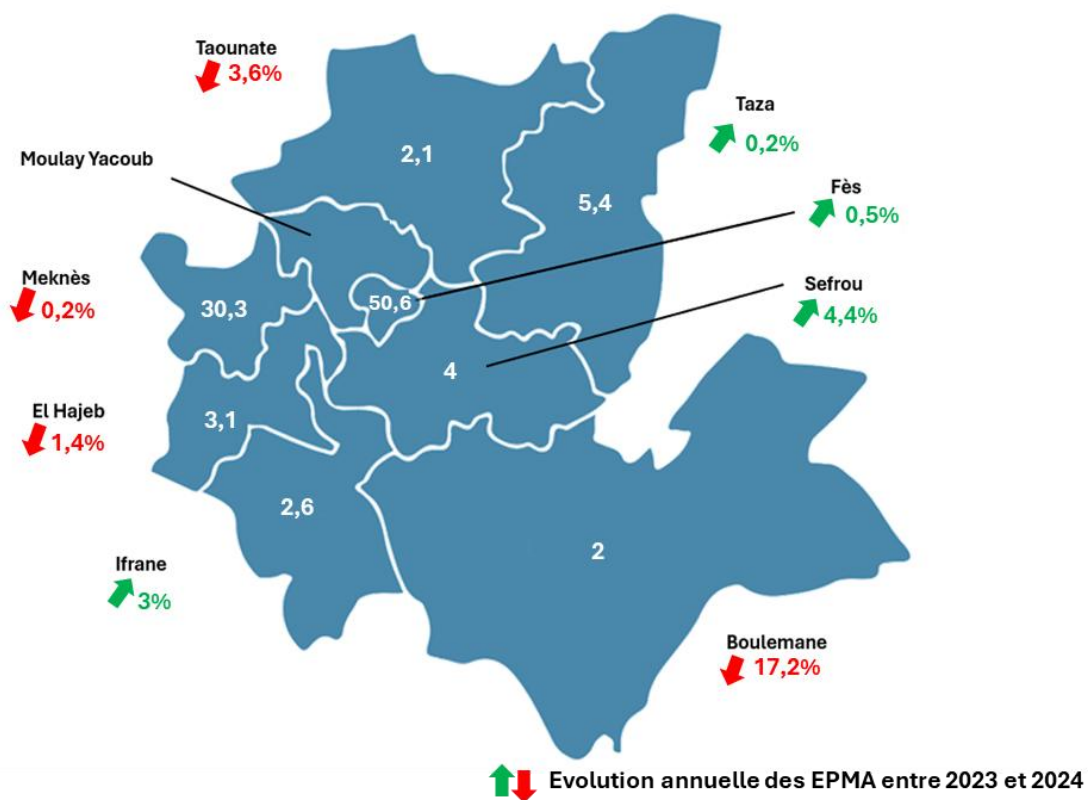 Taounate
3,6%
Taza
0,2%
Moulay Yacoub
2,1
Fès
0,5%
5,4
Meknès
0,2%
30,3
50,6
Sefrou
4,4%
4
El Hajeb
1,4%
3,1
2,6
2
Ifrane
3%
Boulemane
17,2%
Evolution annuelle des EPMA entre 2023 et 2024